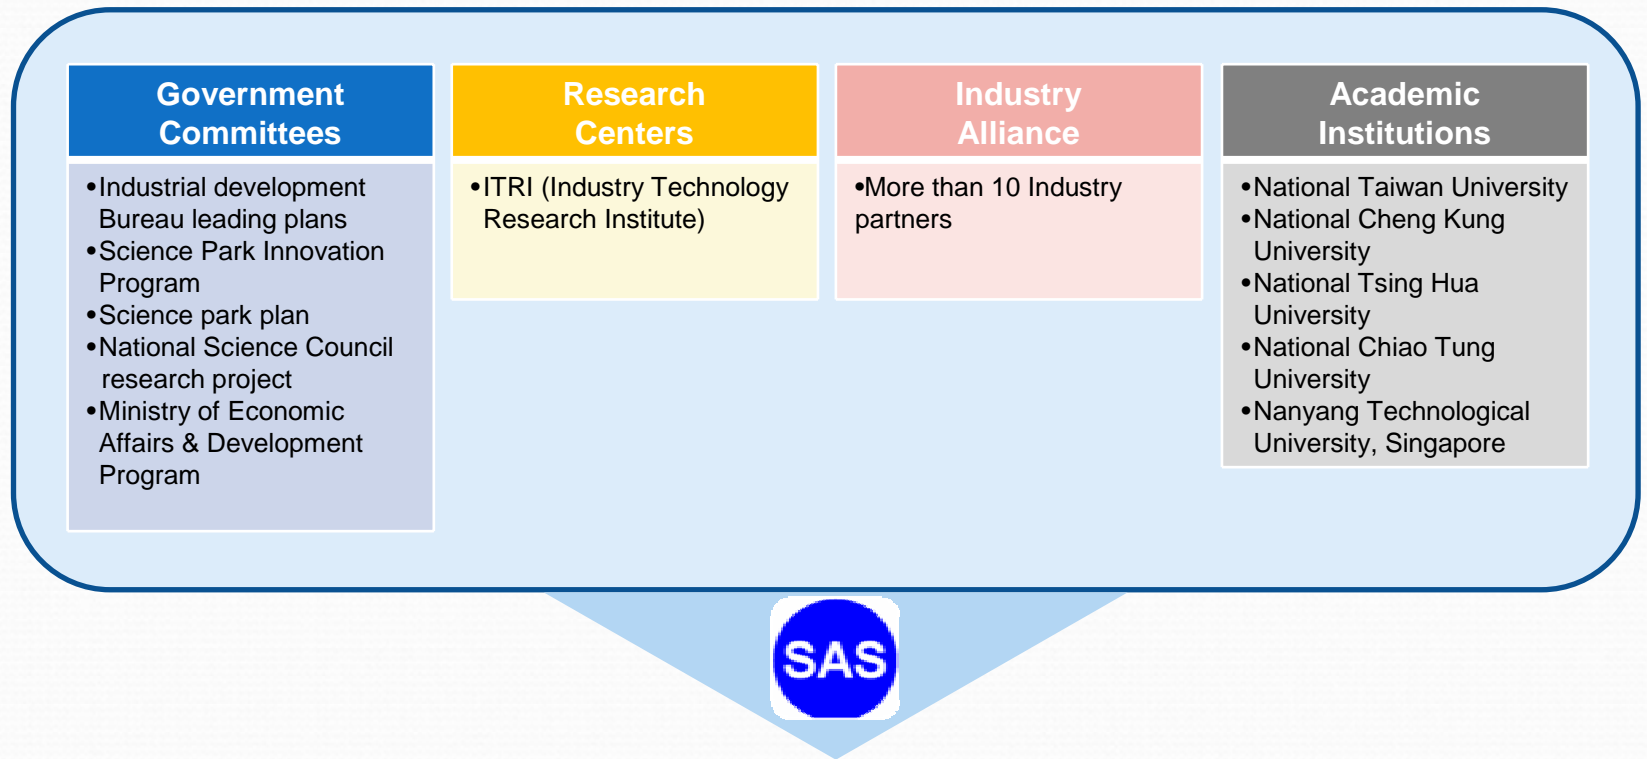 Government
Committees
•Industrial development
Bureau leading plans
•Science Park Innovation
Program
•Science park plan
•National Science Council
research project
•Ministry of Economic
Affairs & Development
Program
Research
Centers
•ITRI (Industry Technology
Research Institute)
Industry
Alliance
•More than 10 Industry
partners
Academic
Institutions
•National Taiwan University
•National Cheng Kung
University
•National Tsing Hua
University
•National Chiao Tung
University
•Nanyang Technological
University, Singapore
SAS